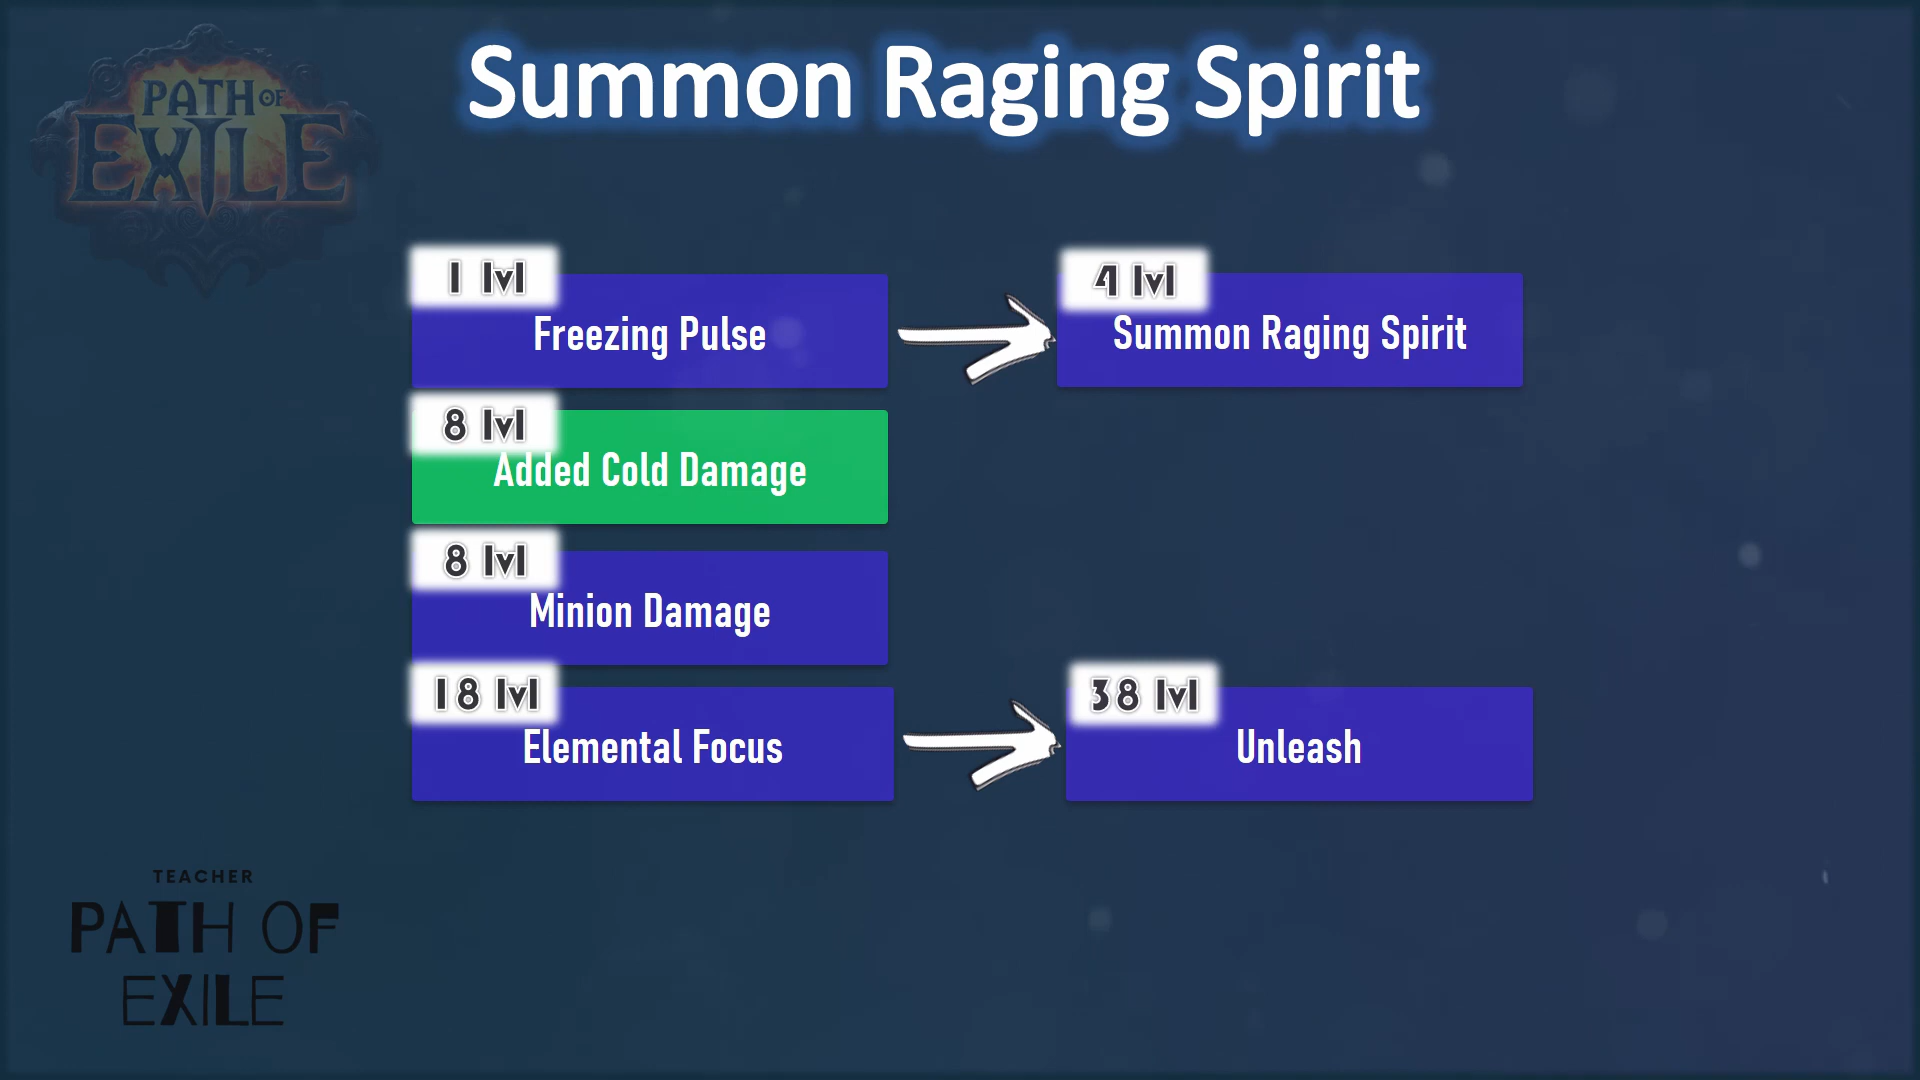 PATH OF
EXILE
Summon Raging Spirit
1 lvl
Freezing Pulse
4 lvl
Summon Raging Spirit
8 lvl
Added Cold Damage
8 lvl
Minion Damage
18 lvl
Elemental Focus
38 lvl
Unleash
TEACHER
PATH OF
EXILE